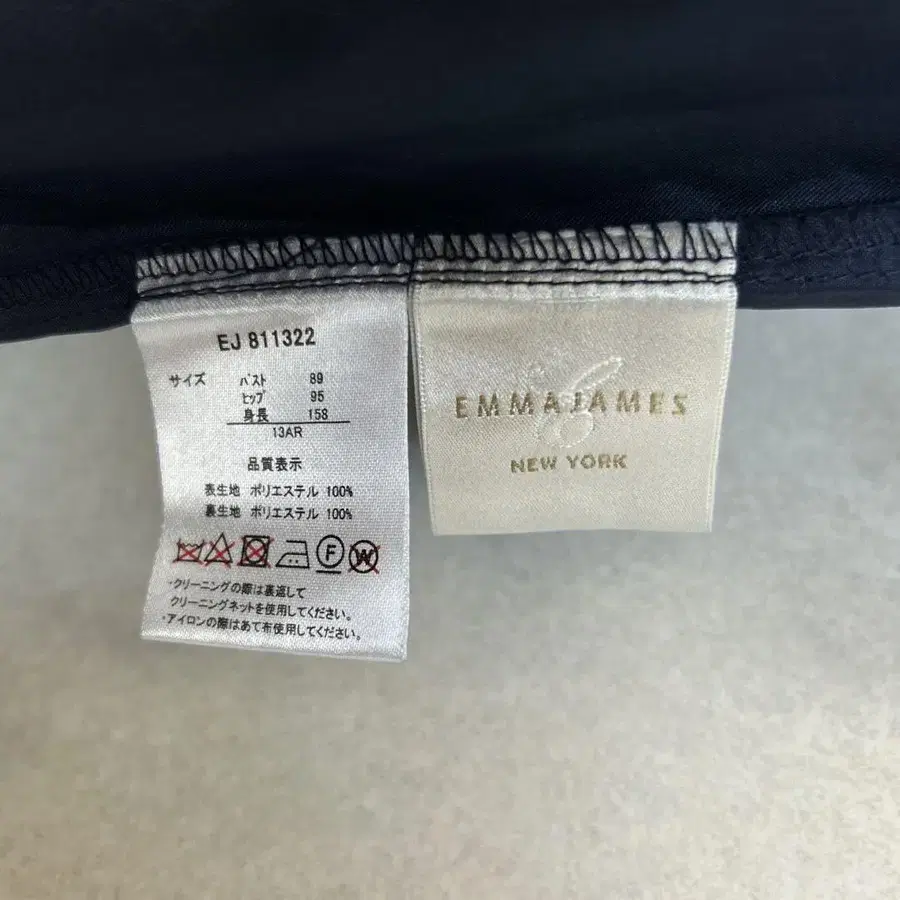 EJ 811322
サイズ バスト 89
ヒップ 95
身長 158
13AR
品質表示
表生地 ポリエステル 100%
裏生地 ポリエステル 100%
F W
・クリーニングの際は裏返して
クリーニングネットを使用してください。
・アイロンの際はあて布使用してください。
EMMAJAMES
NEW YORK